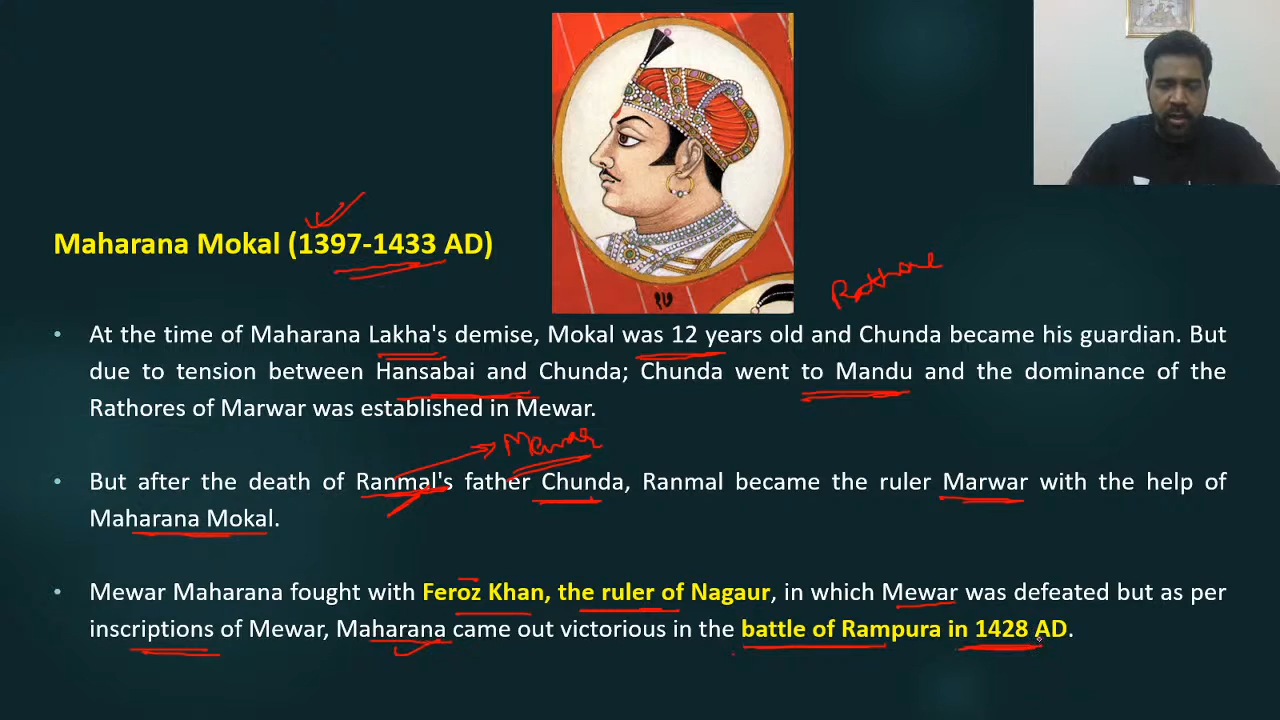 १७
Maharana Mokal (1397-1433 AD)
Rathore
• At the time of Maharana Lakha's demise, Mokal was 12 years old and Chunda became his guardian. But
due to tension between Hansabai and Chunda; Chunda went to Mandu and the dominance of the
Rathores of Marwar was established in Mewar.
• But after the death of Ranmal's father Chunda, Ranmal became the ruler Marwar with the help of
Maharana Mokal.
• Mewar Maharana fought with Feroz Khan, the ruler of Nagaur, in which Mewar was defeated but as per
inscriptions of Mewar, Maharana came out victorious in the battle of Rampura in 1428 AD.